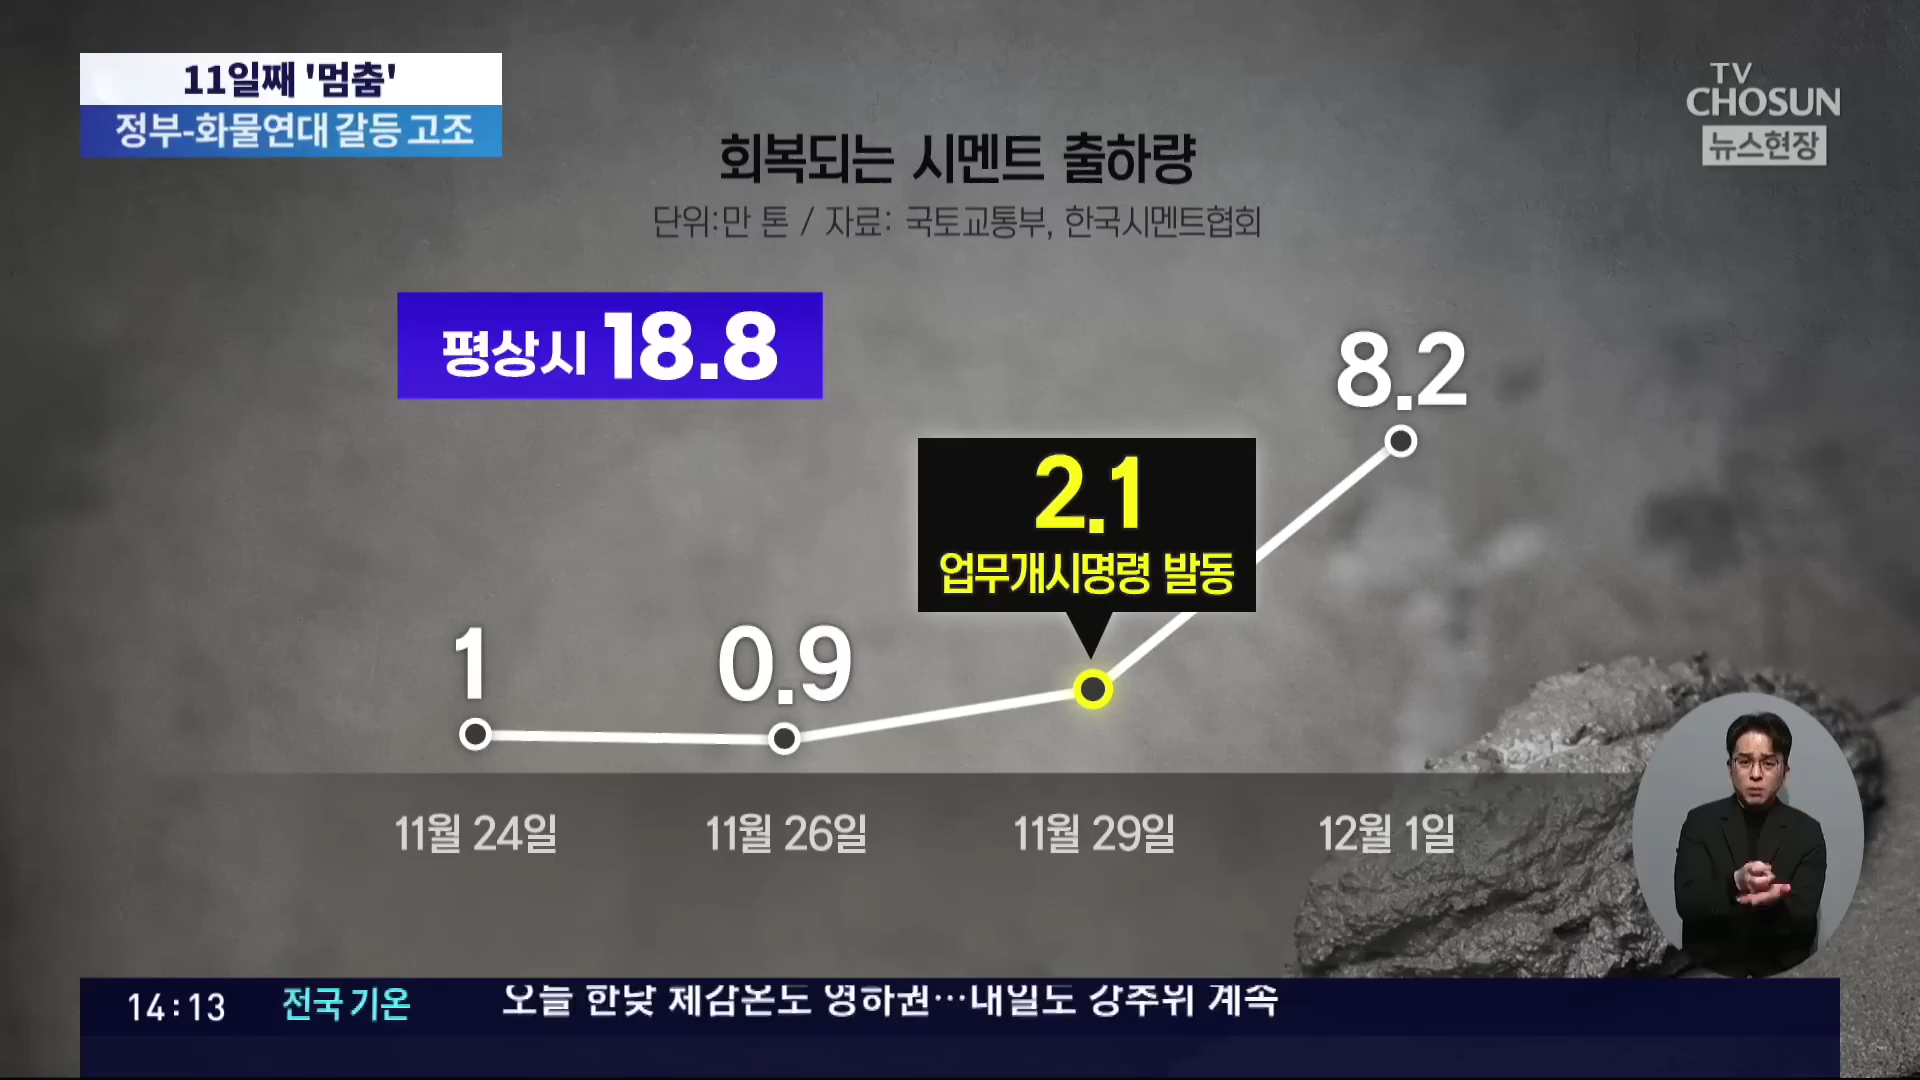 11일째 '멈춤'
정부-화물연대 갈등 고조
TV
CHOSUN
뉴스현장
회복되는 시멘트 출하량
단위:만 톤 / 자료: 국토교통부, 한국시멘트협회
평상시 18.8
8.2
2.1
업무개시명령 발동
1
0.9
11월 24일
11월 26일
11월 29일
12월 1일
14:13
전국 기온
오늘 한낮 체감온도 영하권…내일도 강추위 계속